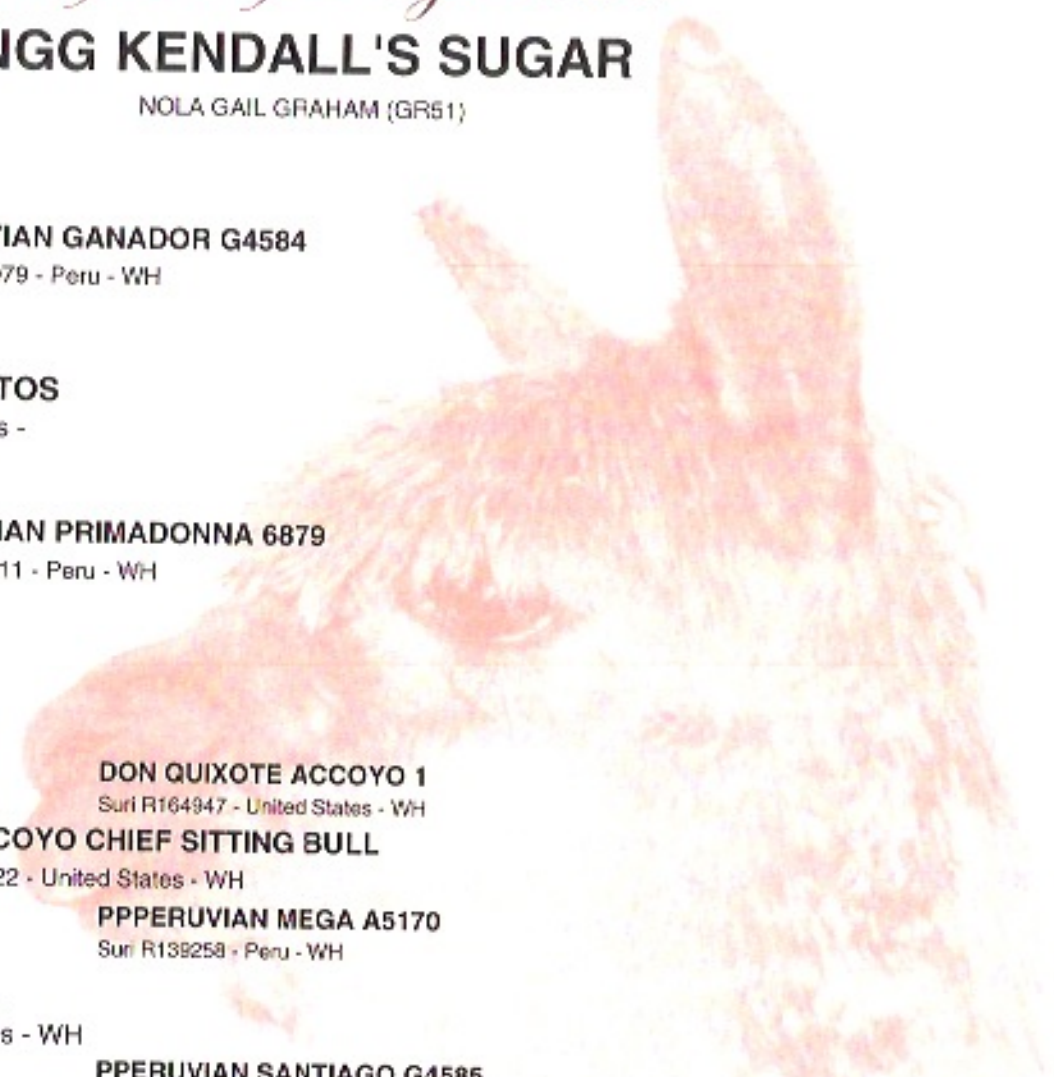 NGG KENDALL'S SUGAR
NOLA GAIL GRAHAM (GR51)
IAN GANADOR G4584
79 - Peru - WH
TOS
s -
IAN PRIMADONNA 6879
11 - Peru - WH
DON QUIXOTE ACCOYO 1
Suri R164947 - United States - WH
COYO CHIEF SITTING BULL
22 - United States - WH
PPPERUVIAN MEGA A5170
Suri R139258 - Peru - WH
s - WH
PPERUVIAN SANTIAGO G4585